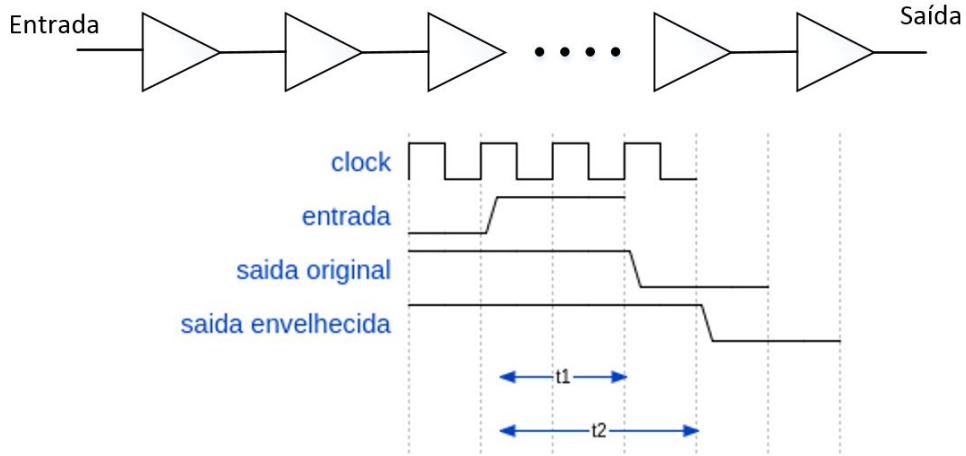 Entrada
Saída
clock
entrada
saida original
saida envelhecida
t1
t2